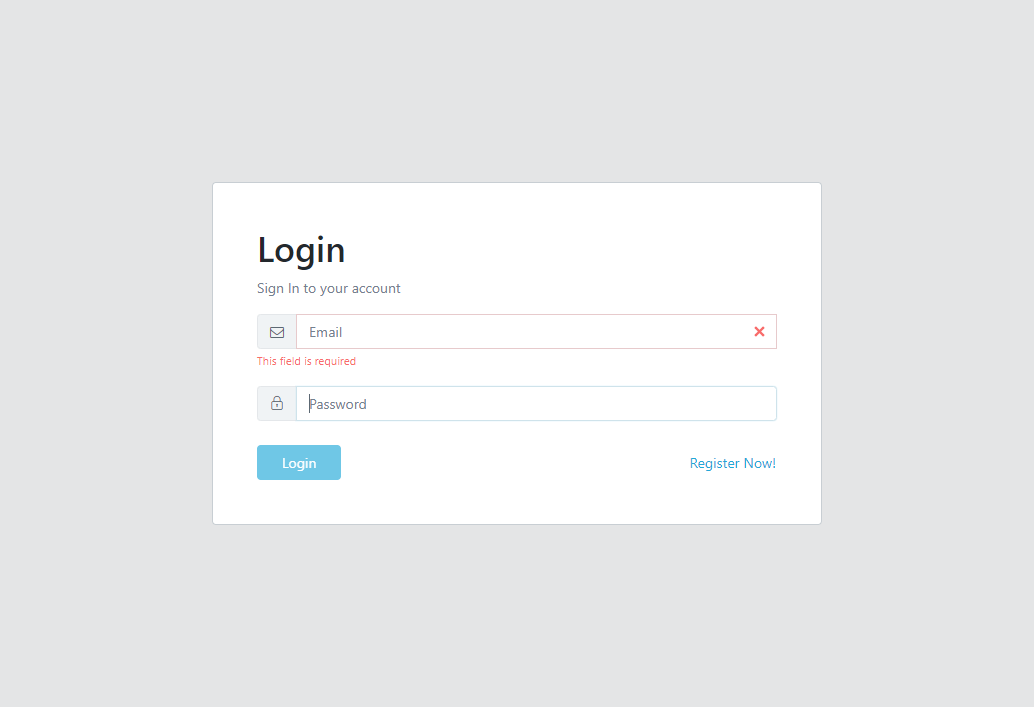 Login
Sign In to your account
Email
This field is required
Password
Login
Register Now!